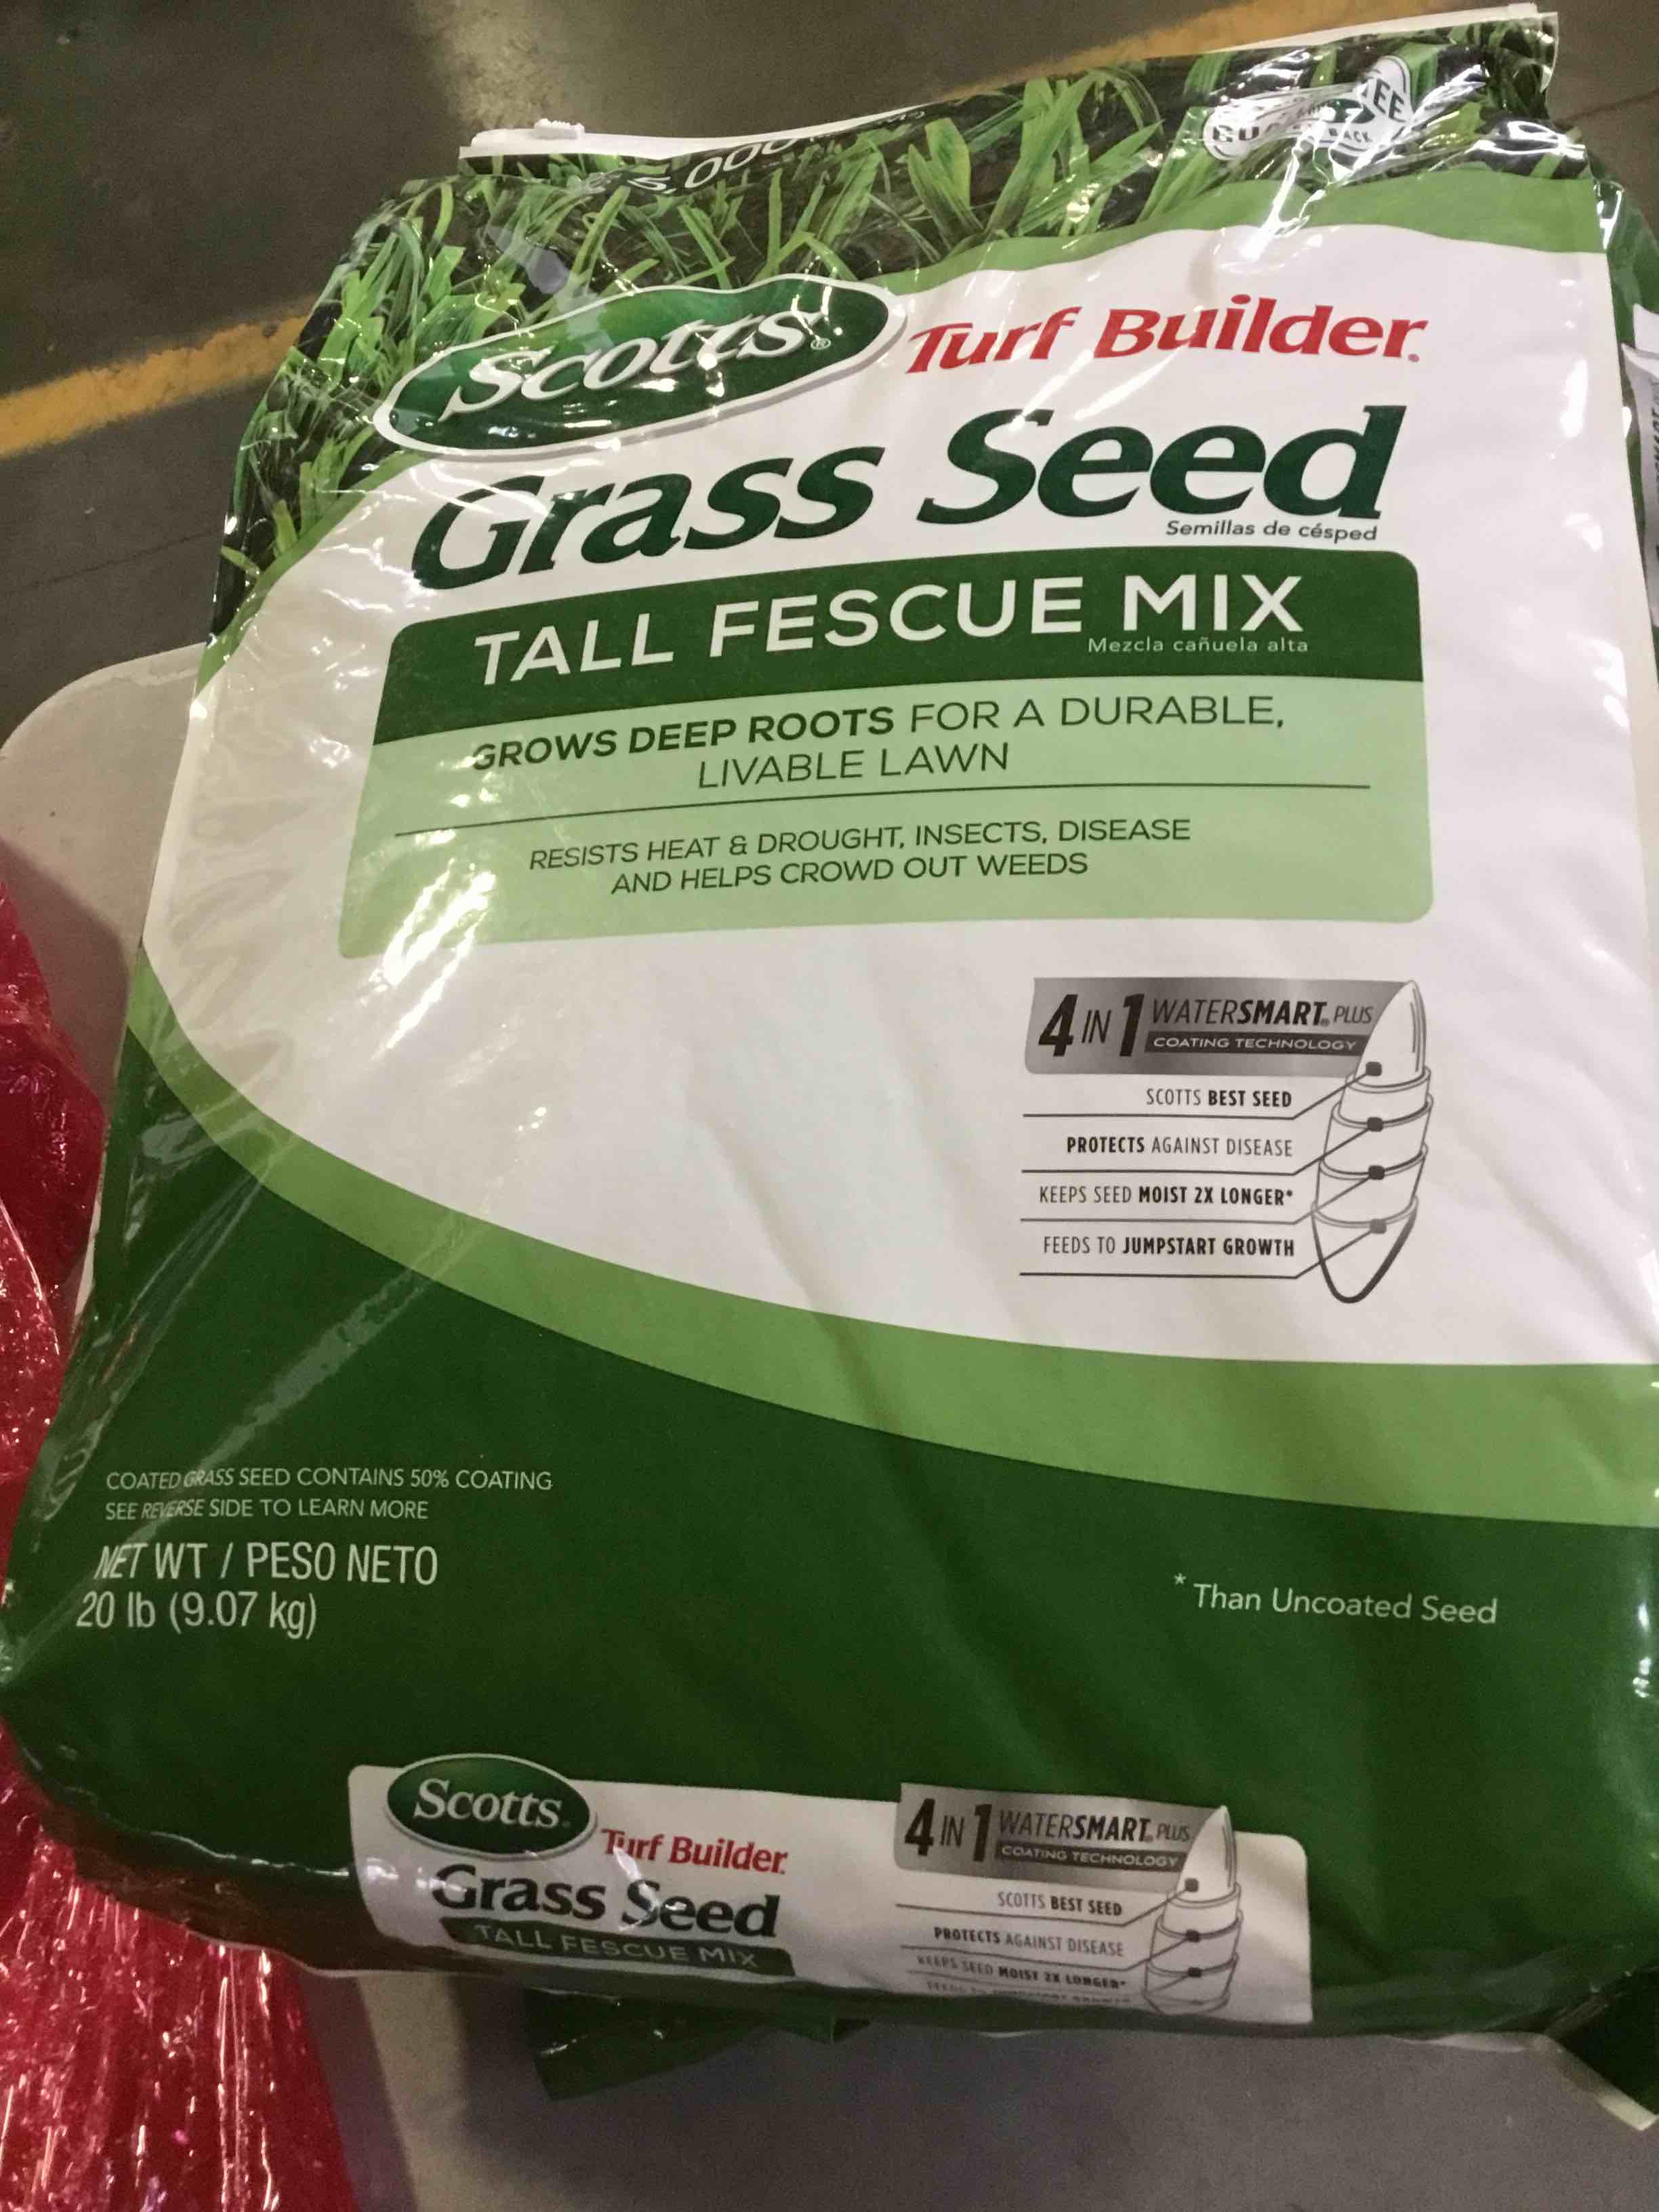 5,000
Scotts®
Turf Builder®
Grass Seed
Semillas de césped
TALL FESCUE MIX
Mezcla cañuela alta
GROWS DEEP ROOTS FOR A DURABLE,
LIVABLE LAWN
RESISTS HEAT & DROUGHT, INSECTS, DISEASE
AND HELPS CROWD OUT WEEDS
4 IN 1 WATERSMART® PLUS
COATING TECHNOLOGY
SCOTTS BEST SEED
PROTECTS AGAINST DISEASE
KEEPS SEED MOIST 2X LONGER*
FEEDS TO JUMPSTART GROWTH
COATED GRASS SEED CONTAINS 50% COATING
SEE REVERSE SIDE TO LEARN MORE
NET WT / PESO NETO
20 lb (9.07 kg)
* Than Uncoated Seed
Scotts®
Turf Builder®
Grass Seed
TALL FESCUE MIX
4 IN 1 WATERSMART® PLUS
COATING TECHNOLOGY
SCOTTS BEST SEED
PROTECTS AGAINST DISEASE
KEEPS SEED MOIST 2X LONGER*